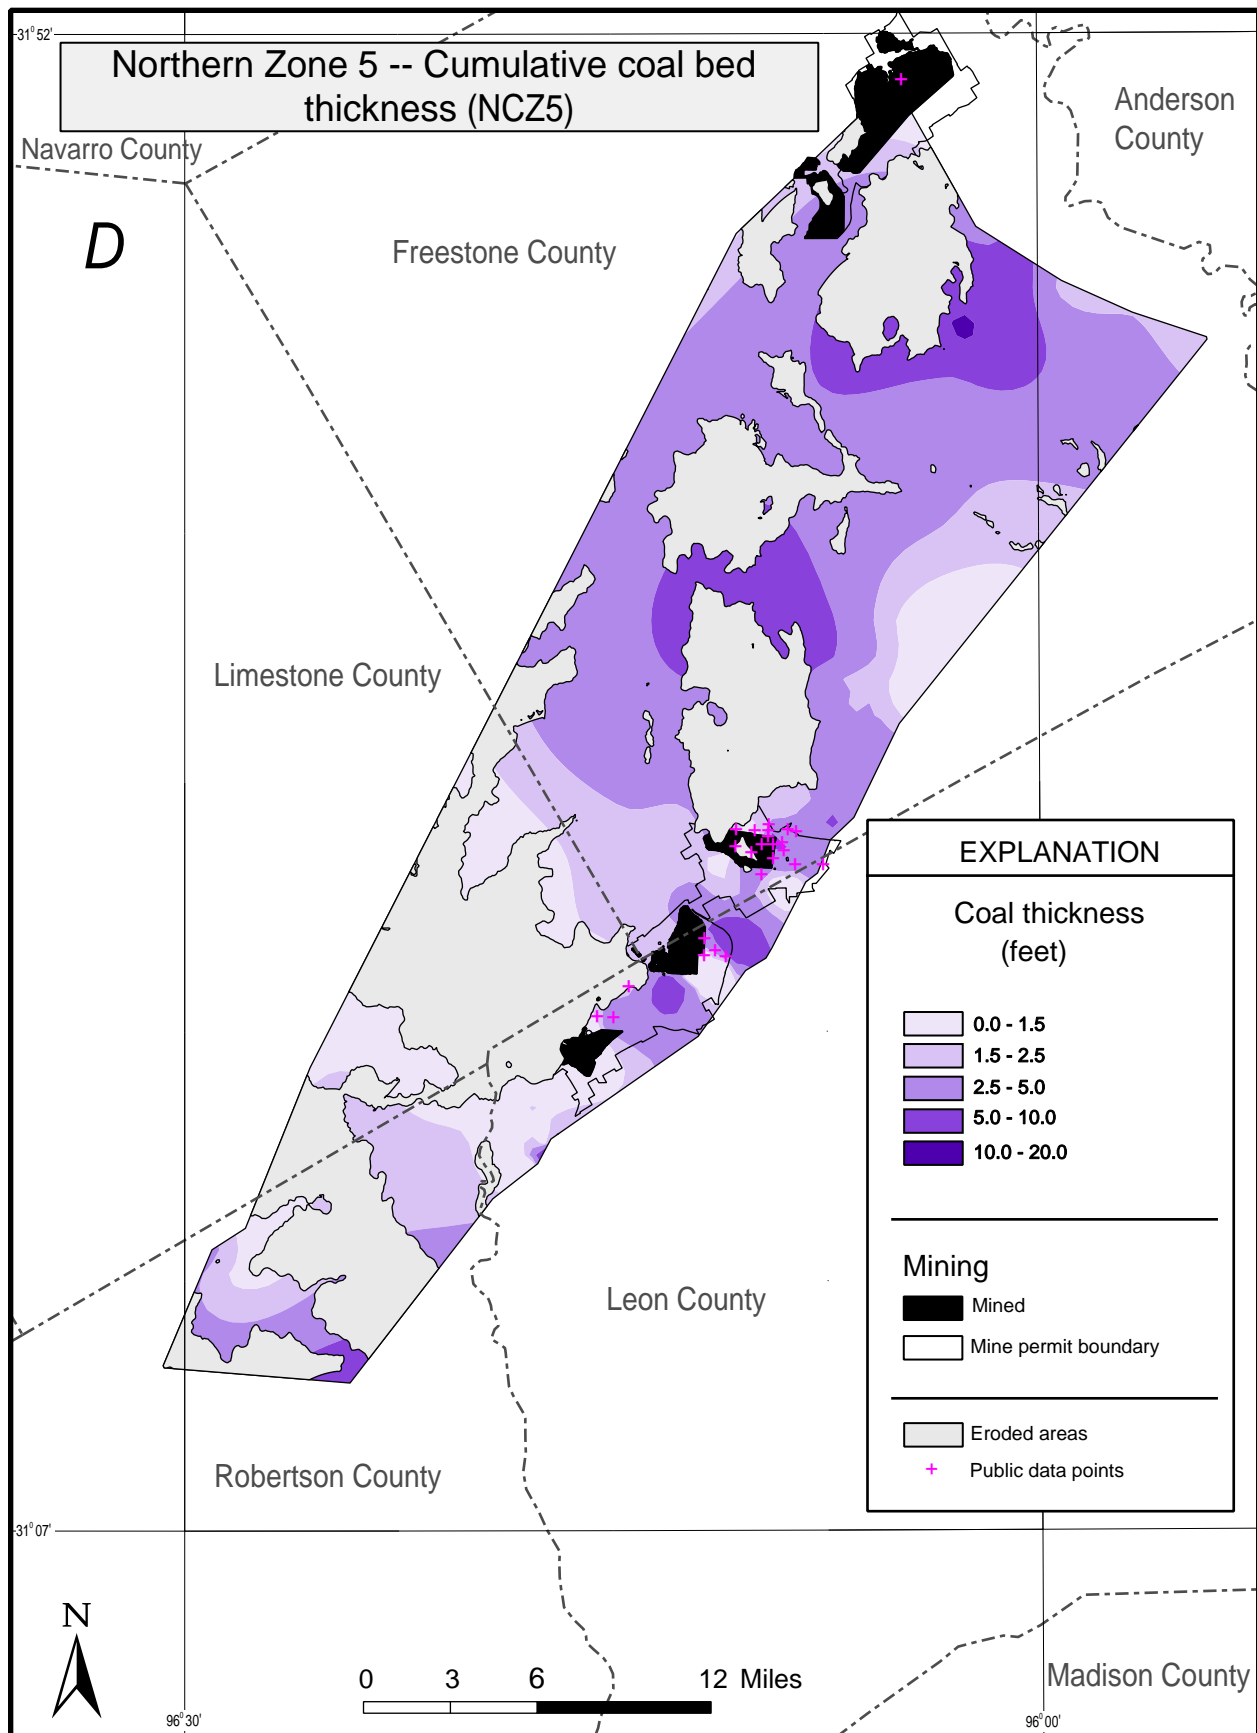 31°52'
Northern Zone 5 -- Cumulative coal bed
thickness (NCZ5)
Anderson
County
Navarro County
D
Freestone County
Limestone County
EXPLANATION
Coal thickness
(feet)
0.0 - 1.5
1.5 - 2.5
2.5 - 5.0
5.0 - 10.0
10.0 - 20.0
Mining
Mined
Mine permit boundary
Eroded areas
Public data points
Leon County
Robertson County
31°07'
N
0 3 6 12 Miles
Madison County
96°30'
96°00'